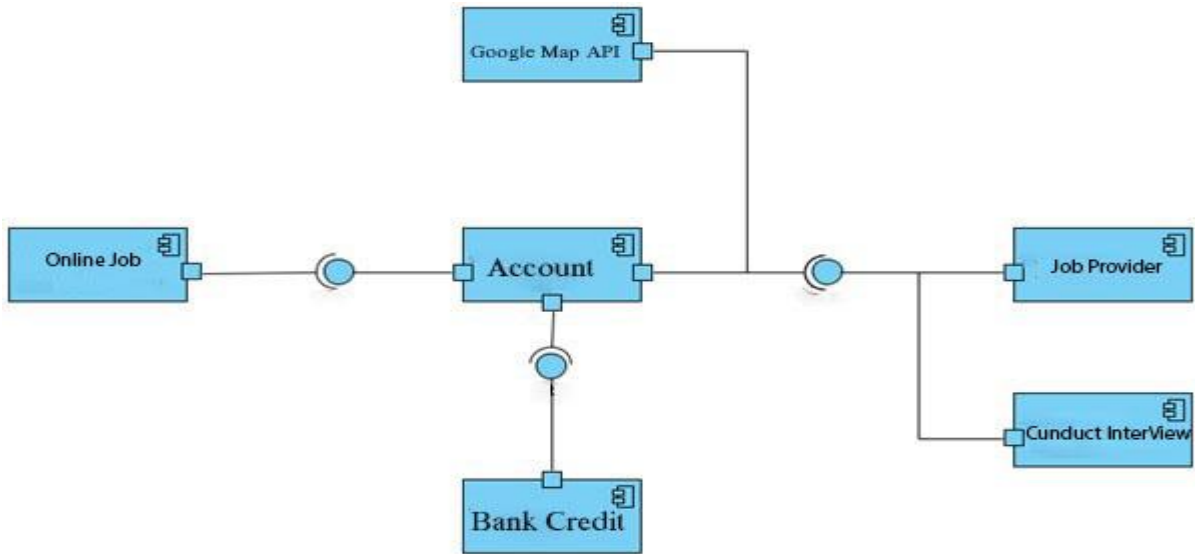 Google Map API
Online Job
Account
Job Provider
Cunduct InterView
Bank Credit